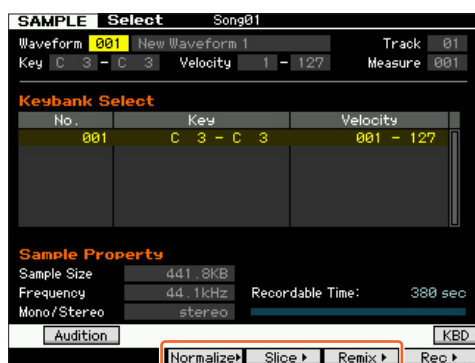 SAMPLE Select Song01
Waveform 001 New Waveform 1 Track 01
Key C 3 - C 3 Velocity 1 - 127 Measure 001
Keybank Select
No. Key Velocity
001 C 3 - C 3 001 - 127
Sample Property
Sample Size 441.8KB
Frequency 44.1kHz Recordable Time: 380 sec
Mono/Stereo stereo
Audition KBD
Normalize Slice Remix Rec